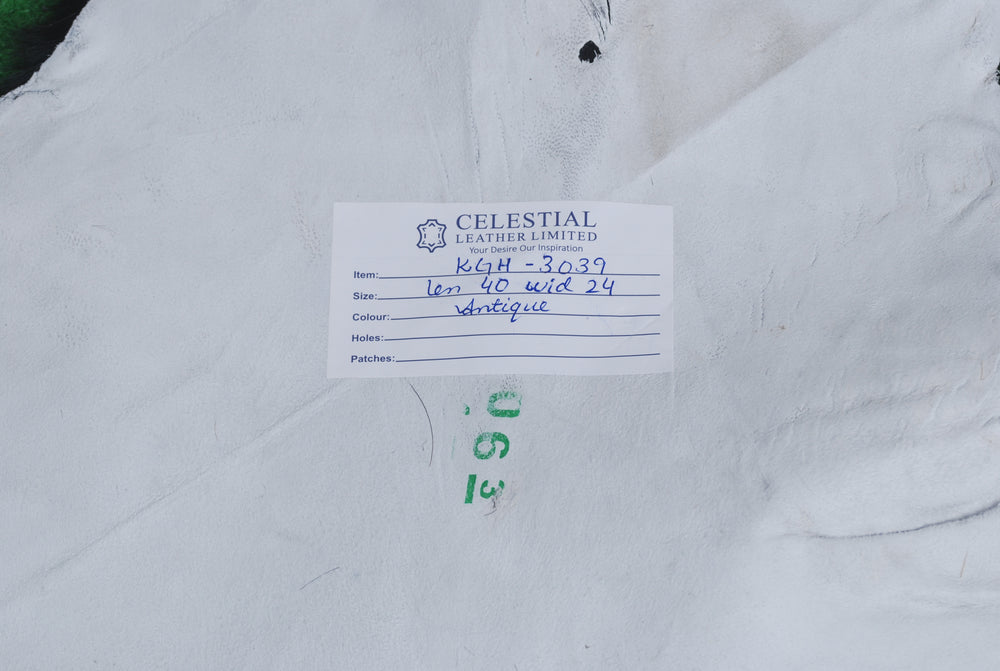 CELESTIAL
LEATHER LIMITED
Your Desire Our Inspiration
Item: KGH - 3039
Size: len 40 wid 24
Colour: Antique
Holes:
Patches: